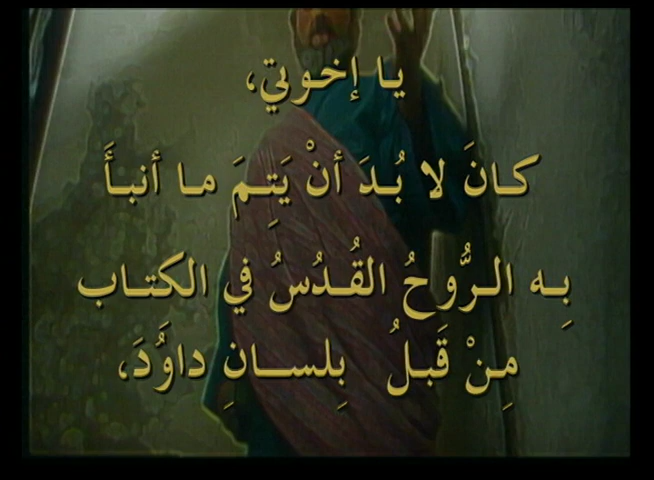 يا إخوتي،
كانَ لا بُدَ أنْ يَتِمَ ما أنبأَ
بِه الرُّوحُ القُدُسُ في الكتاب
مِنْ قَبلُ بِلسانِ داوُدَ،